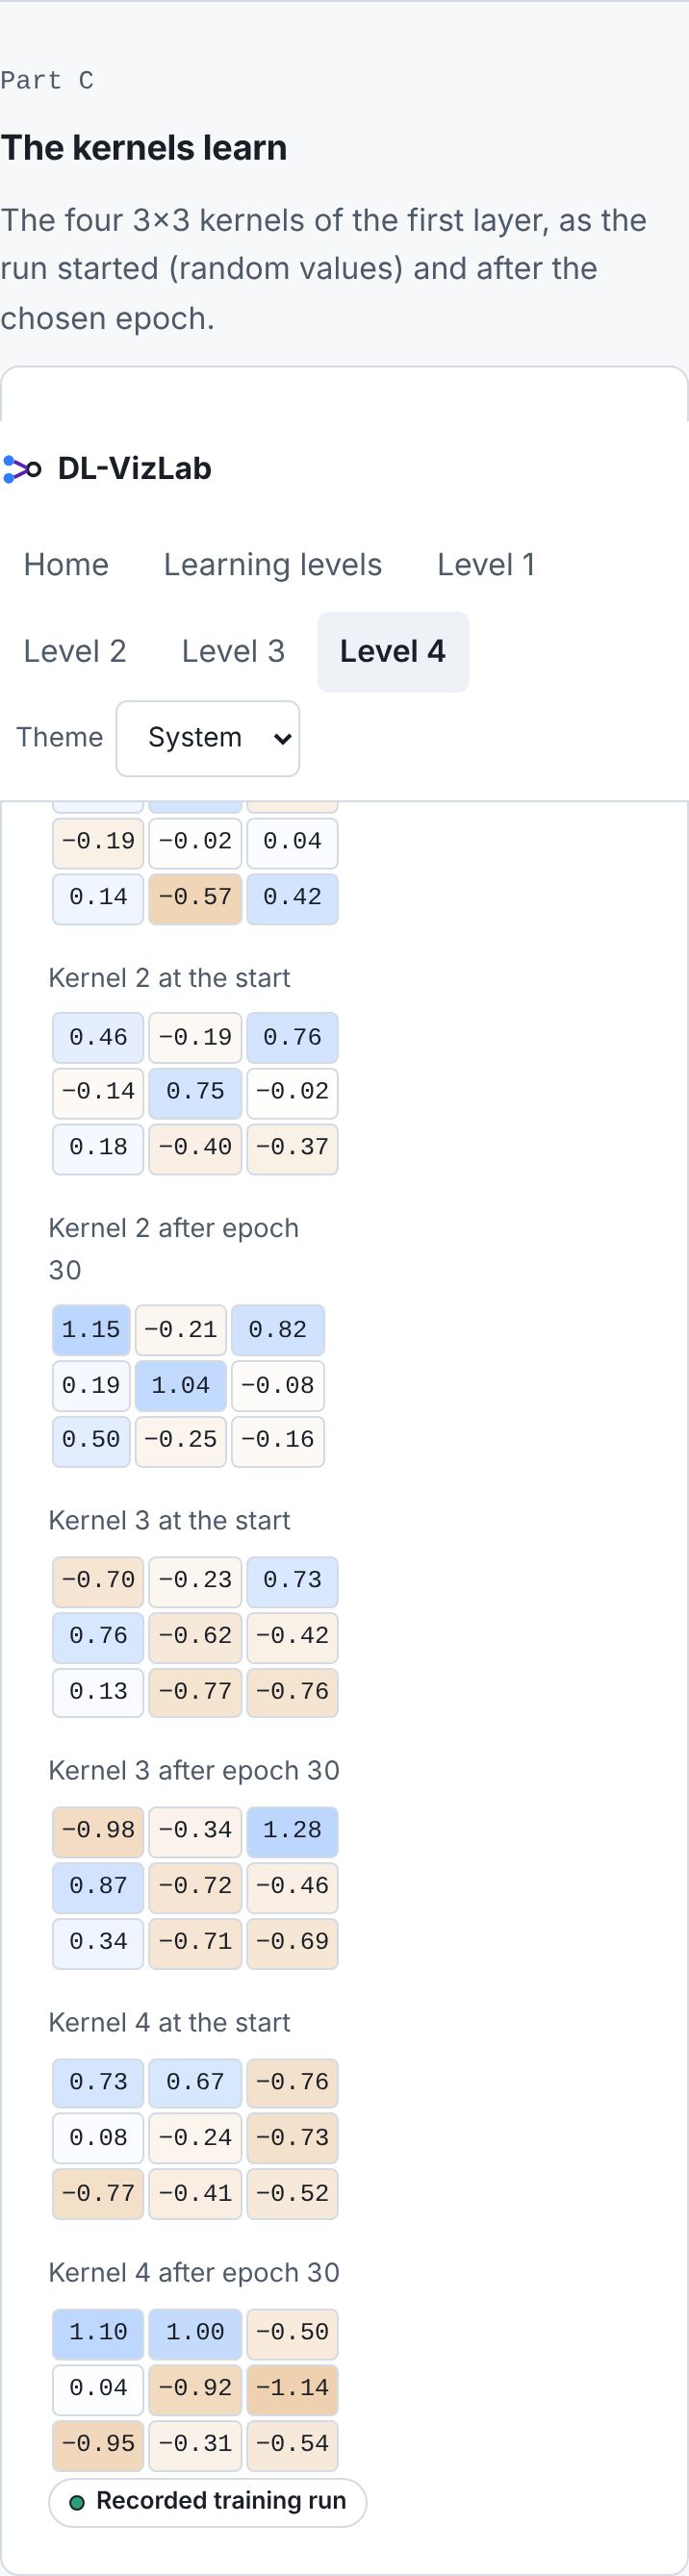 Part C
The kernels learn
The four 3×3 kernels of the first layer, as the
run started (random values) and after the
chosen epoch.
DL-VizLab
Home Learning levels Level 1
Level 2 Level 3 Level 4
Theme System
−0.19 −0.02 0.04
0.14 −0.57 0.42
Kernel 2 at the start
0.46 −0.19 0.76
−0.14 0.75 −0.02
0.18 −0.40 −0.37
Kernel 2 after epoch
30
1.15 −0.21 0.82
0.19 1.04 −0.08
0.50 −0.25 −0.16
Kernel 3 at the start
−0.70 −0.23 0.73
0.76 −0.62 −0.42
0.13 −0.77 −0.76
Kernel 3 after epoch 30
−0.98 −0.34 1.28
0.87 −0.72 −0.46
0.34 −0.71 −0.69
Kernel 4 at the start
0.73 0.67 −0.76
0.08 −0.24 −0.73
−0.77 −0.41 −0.52
Kernel 4 after epoch 30
1.10 1.00 −0.50
0.04 −0.92 −1.14
−0.95 −0.31 −0.54
Recorded training run